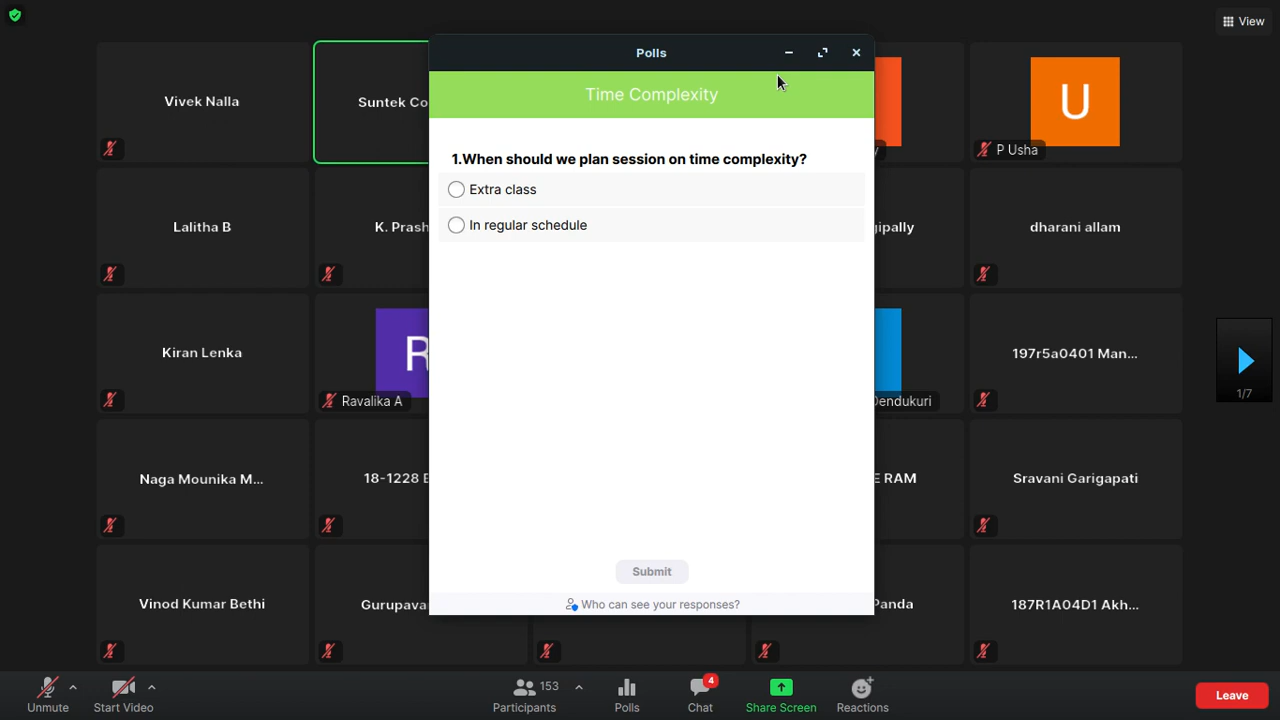 View
Polls
Time Complexity
1.When should we plan session on time complexity?
Extra class
In regular schedule
Submit
Who can see your responses?
Vivek Nalla
Suntek Co
y
U
P Usha
Lalitha B
K. Prash
jipally
dharani allam
Kiran Lenka
R
Ravalika A
Dendukuri
197r5a0401 Man...
1/7
Naga Mounika M...
18-1228
RAM
Sravani Garigapati
Vinod Kumar Bethi
Gurupava
Panda
187R1A04D1 Akh...
Unmute
Start Video
153
Participants
Polls
4
Chat
Share Screen
Reactions
Leave